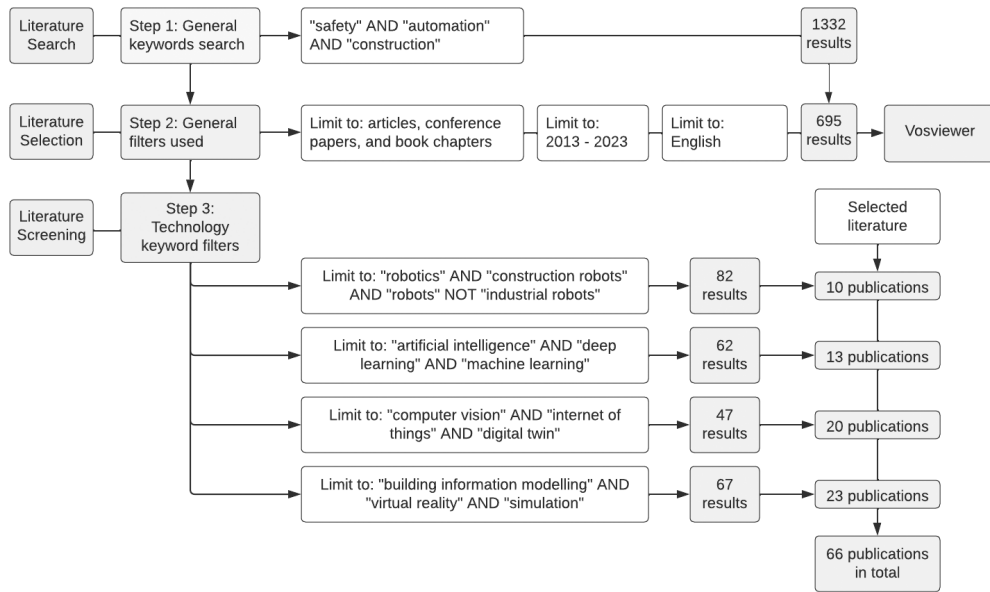 Literature
Search
Step 1: General
keywords search
"safety" AND "automation"
AND "construction"
1332
results
Literature
Selection
Step 2: General
filters used
Limit to: articles, conference
papers, and book chapters
Limit to:
2013 - 2023
Limit to:
English
695
results
Vosviewer
Literature
Screening
Step 3:
Technology
keyword filters
Selected
literature
Limit to: "robotics" AND "construction robots"
AND "robots" NOT "industrial robots"
82
results
10 publications
Limit to: "artificial intelligence" AND "deep
learning" AND "machine learning"
62
results
13 publications
Limit to: "computer vision" AND "internet of
things" AND "digital twin"
47
results
20 publications
Limit to: "building information modelling" AND
"virtual reality" AND "simulation"
67
results
23 publications
66 publications
in total